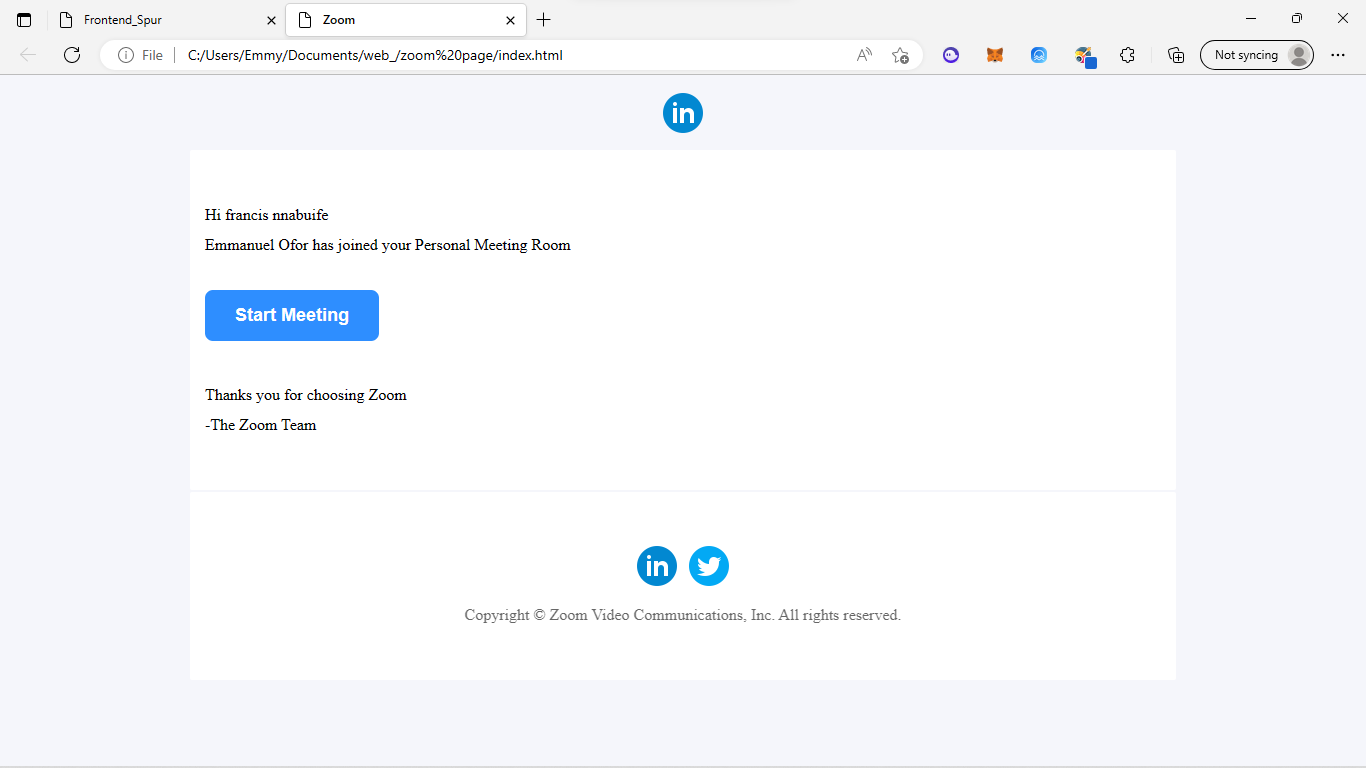 Frontend_Spur
Zoom
File
C:/Users/Emmy/Documents/web_/zoom%20page/index.html
Not syncing
in
Hi francis nnabuife
Emmanuel Ofor has joined your Personal Meeting Room
Start Meeting
Thanks you for choosing Zoom
-The Zoom Team
in
Copyright © Zoom Video Communications, Inc. All rights reserved.